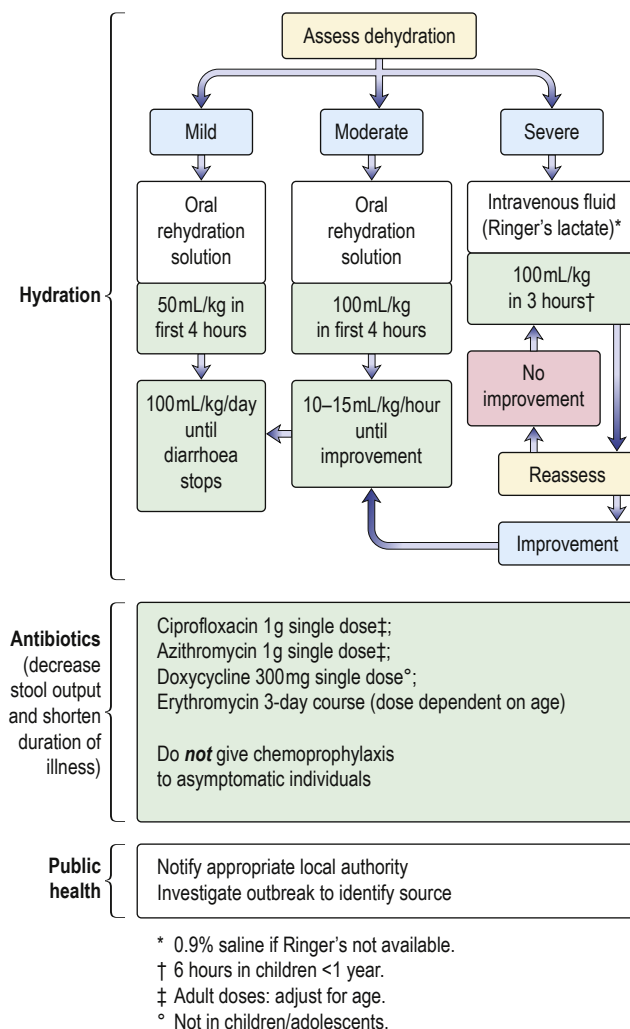 Assess dehydration
Mild
Moderate
Severe
Oral
rehydration
solution
Oral
rehydration
solution
Intravenous fluid
(Ringer’s lactate)*
Hydration
50mL/kg in
first 4 hours
100mL/kg
in first 4 hours
100mL/kg
in 3 hours†
No
improvement
100mL/kg/day
until
diarrhoea
stops
10–15mL/kg/hour
until
improvement
Reassess
Improvement
Antibiotics
(decrease
stool output
and shorten
duration of
illness)
Ciprofloxacin 1g single dose‡;
Azithromycin 1g single dose‡;
Doxycycline 300mg single dose°;
Erythromycin 3-day course (dose dependent on age)
Do not give chemoprophylaxis
to asymptomatic individuals
Public
health
Notify appropriate local authority
Investigate outbreak to identify source
* 0.9% saline if Ringer’s not available.
† 6 hours in children <1 year.
‡ Adult doses: adjust for age.
° Not in children/adolescents.